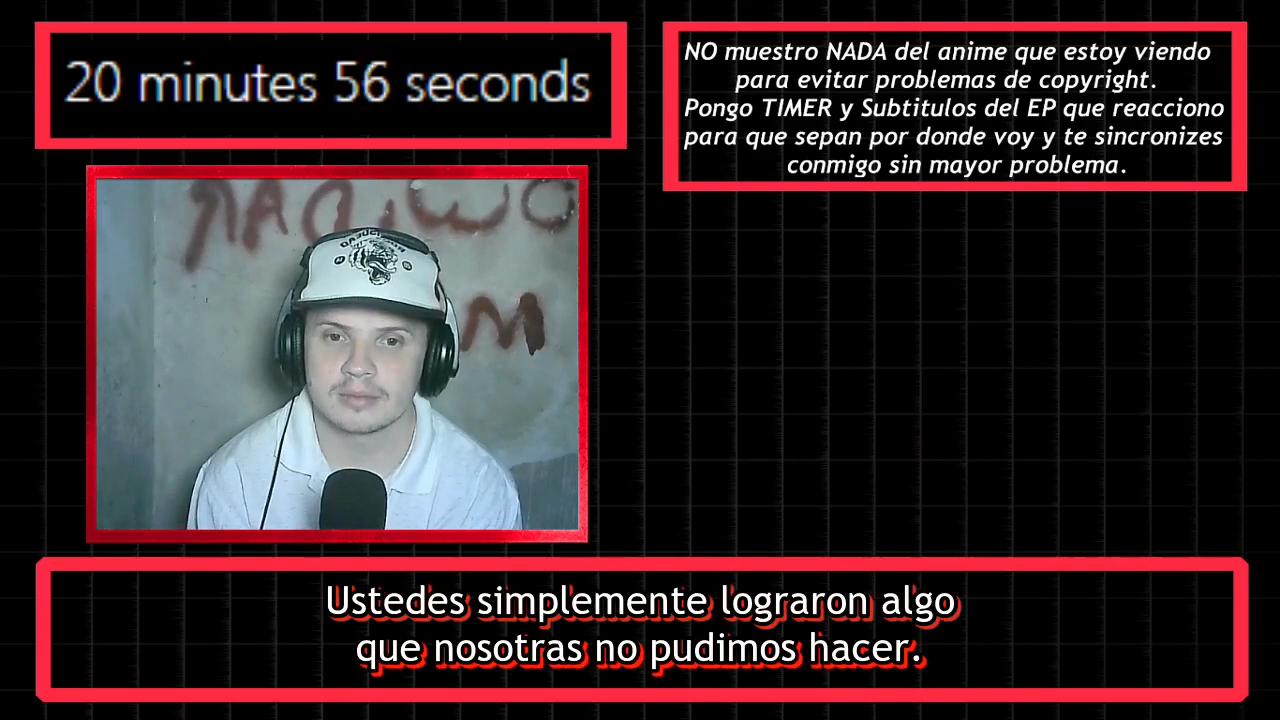 20 minutes 56 seconds
NO muestro NADA del anime que estoy viendo
para evitar problemas de copyright.
Pongo TIMER y Subtitulos del EP que reacciono
para que sepan por donde voy y te sincronizes
conmigo sin mayor problema.
M
Ustedes simplemente lograron algo
que nosotras no pudimos hacer.